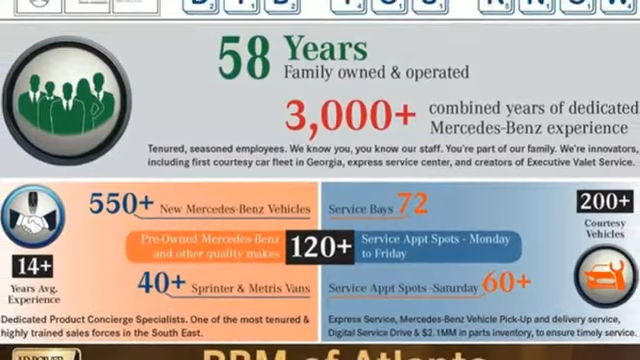 DID YOU KNOW
58 Years
Family owned & operated
3,000+ combined years of dedicated
Mercedes-Benz experience
Tenured, seasoned employees. We know you, you know our staff. You're part of our family. We're innovators,
including first courtesy car fleet in Georgia, express service center, and creators of Executive Valet Service.
550+ New Mercedes-Benz Vehicles
Pre-Owned Mercedes-Benz
and other quality makes
120+
40+ Sprinter & Metris Vans
14+
Years Avg.
Experience
Dedicated Product Concierge Specialists. One of the most tenured &
highly trained sales forces in the South East.
Service Bays 72
Service Appt Spots - Monday
to Friday
Service Appt Spots -Saturday 60+
200+
Courtesy
Vehicles
Express Service, Mercedes-Benz Vehicle Pick-Up and delivery service,
Digital Service Drive & $2.1MM in parts inventory, to ensure timely service.
J.D. POWER
RBM of Atlanta